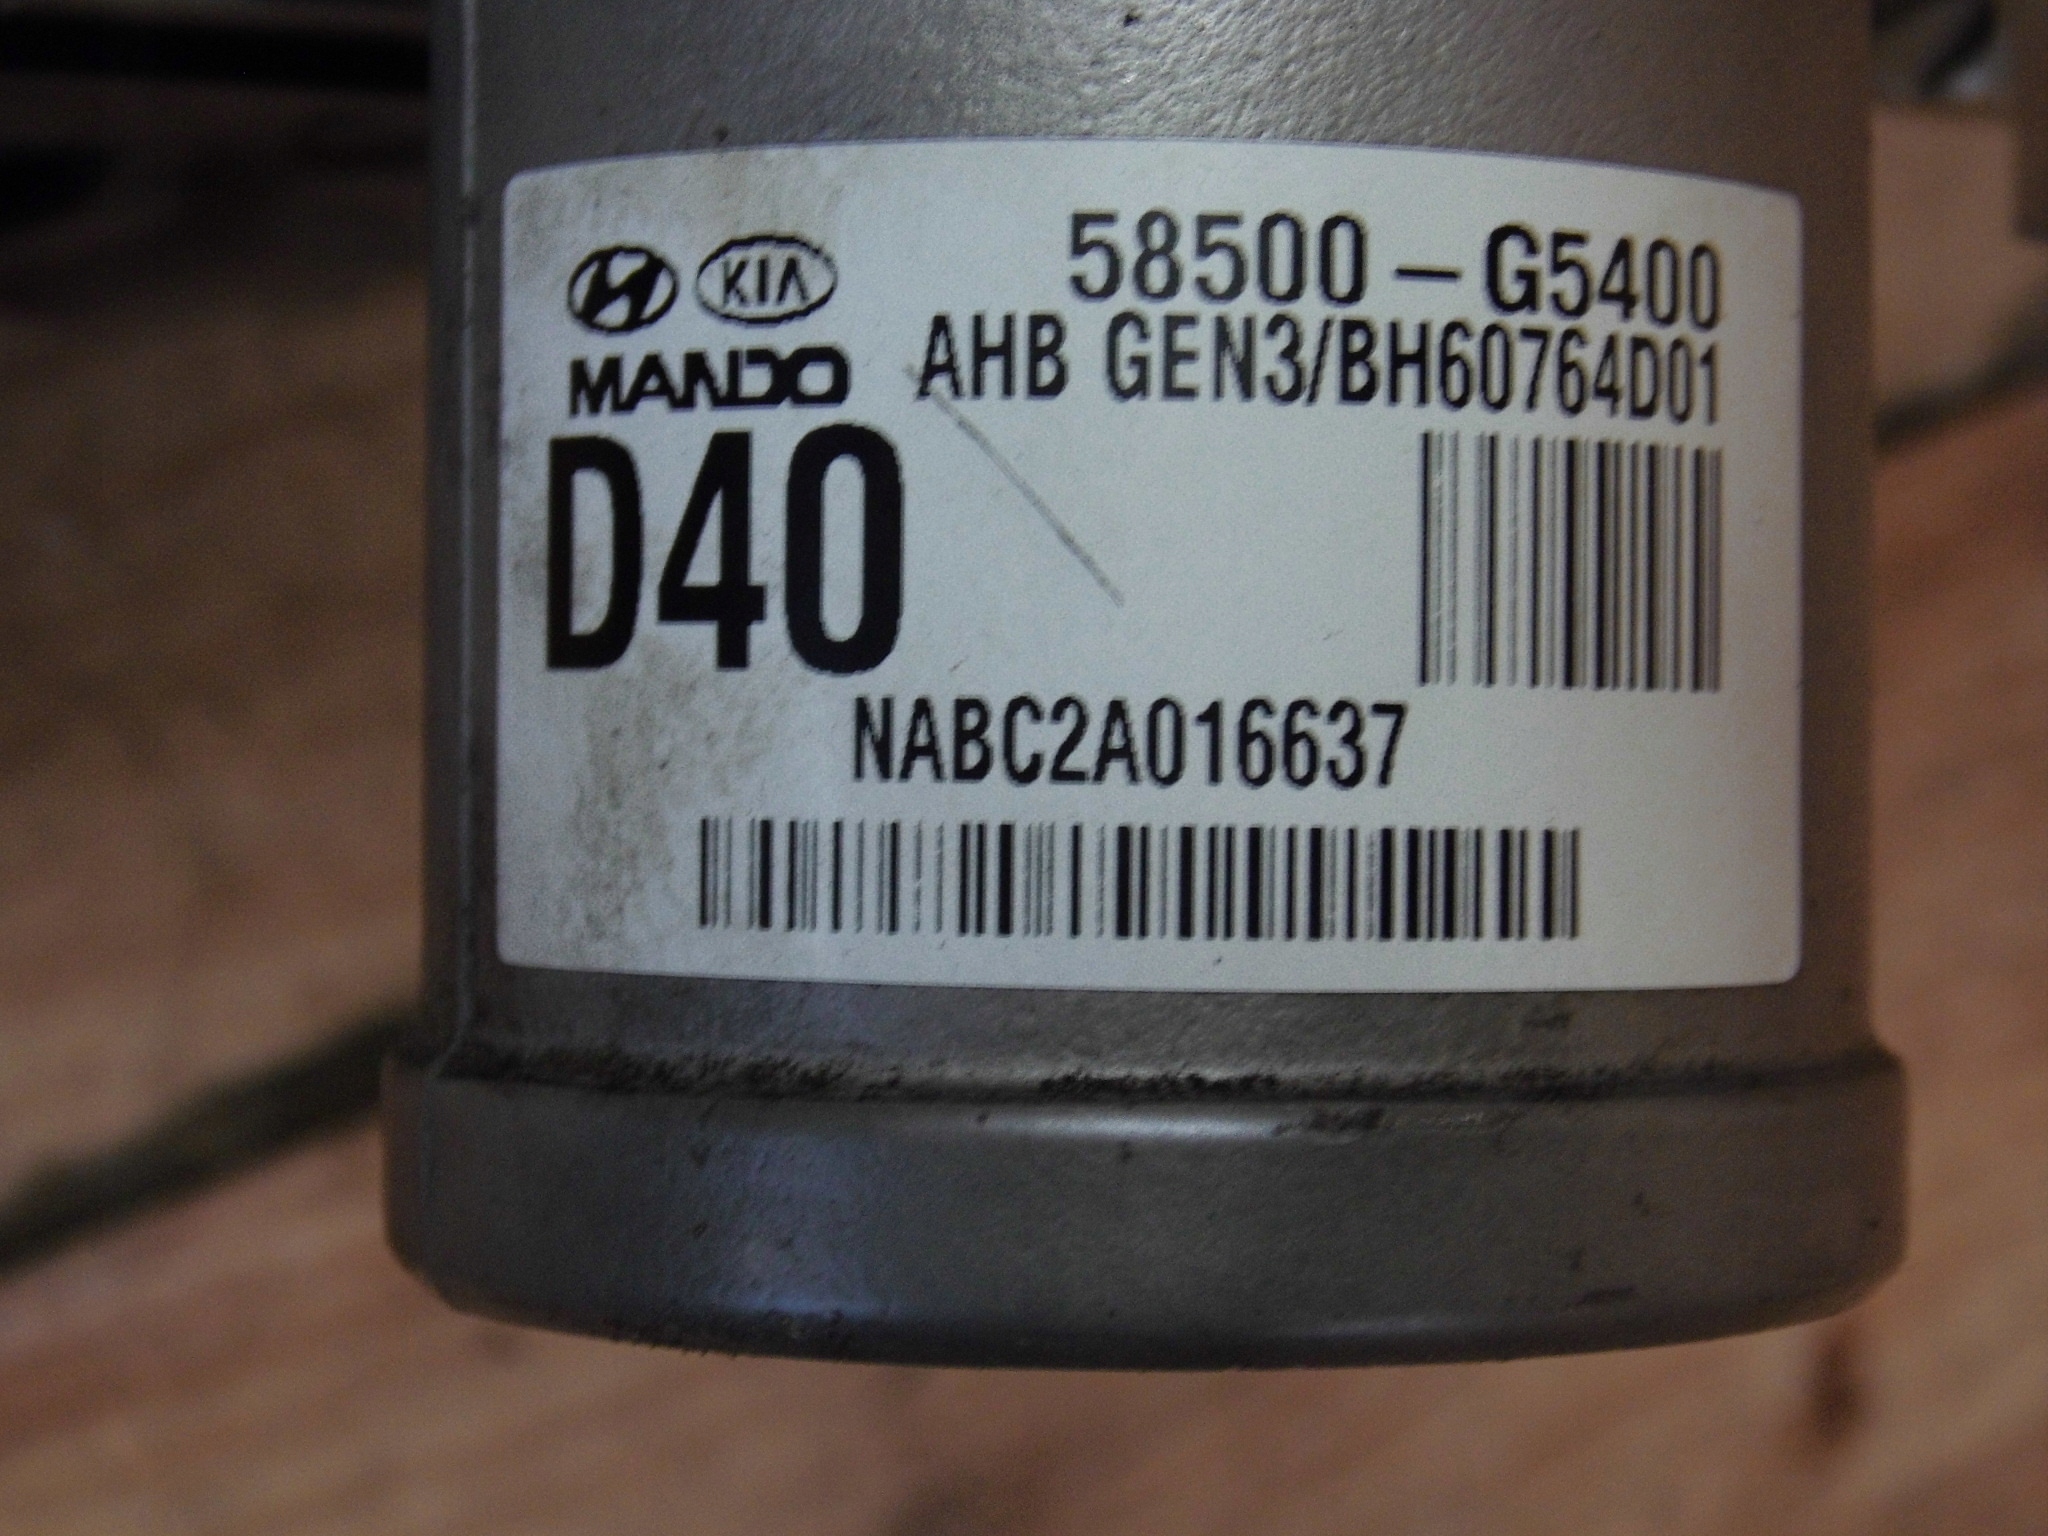 KIA 58500-G5400
MANDO AHB GEN3/BH60764D01
D40
NABC2A016637